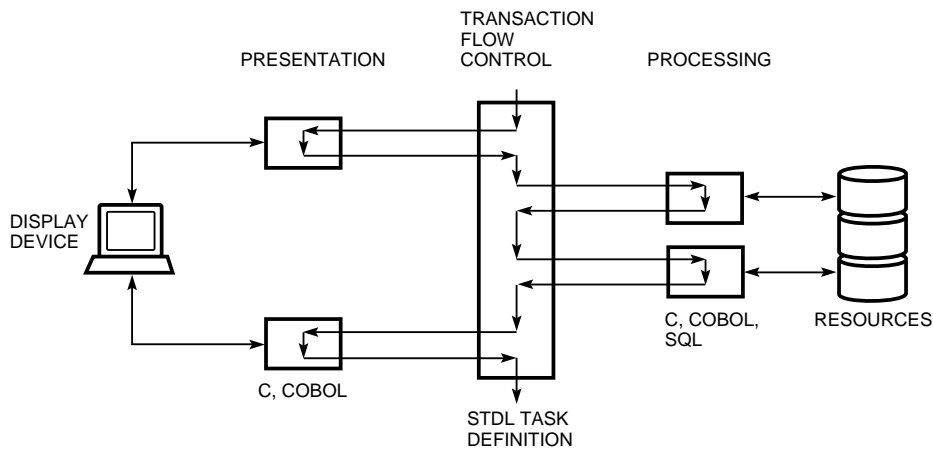 TRANSACTION
FLOW
CONTROL
PRESENTATION
PROCESSING
DISPLAY
DEVICE
C, COBOL
C, COBOL,
SQL
RESOURCES
STDL TASK
DEFINITION